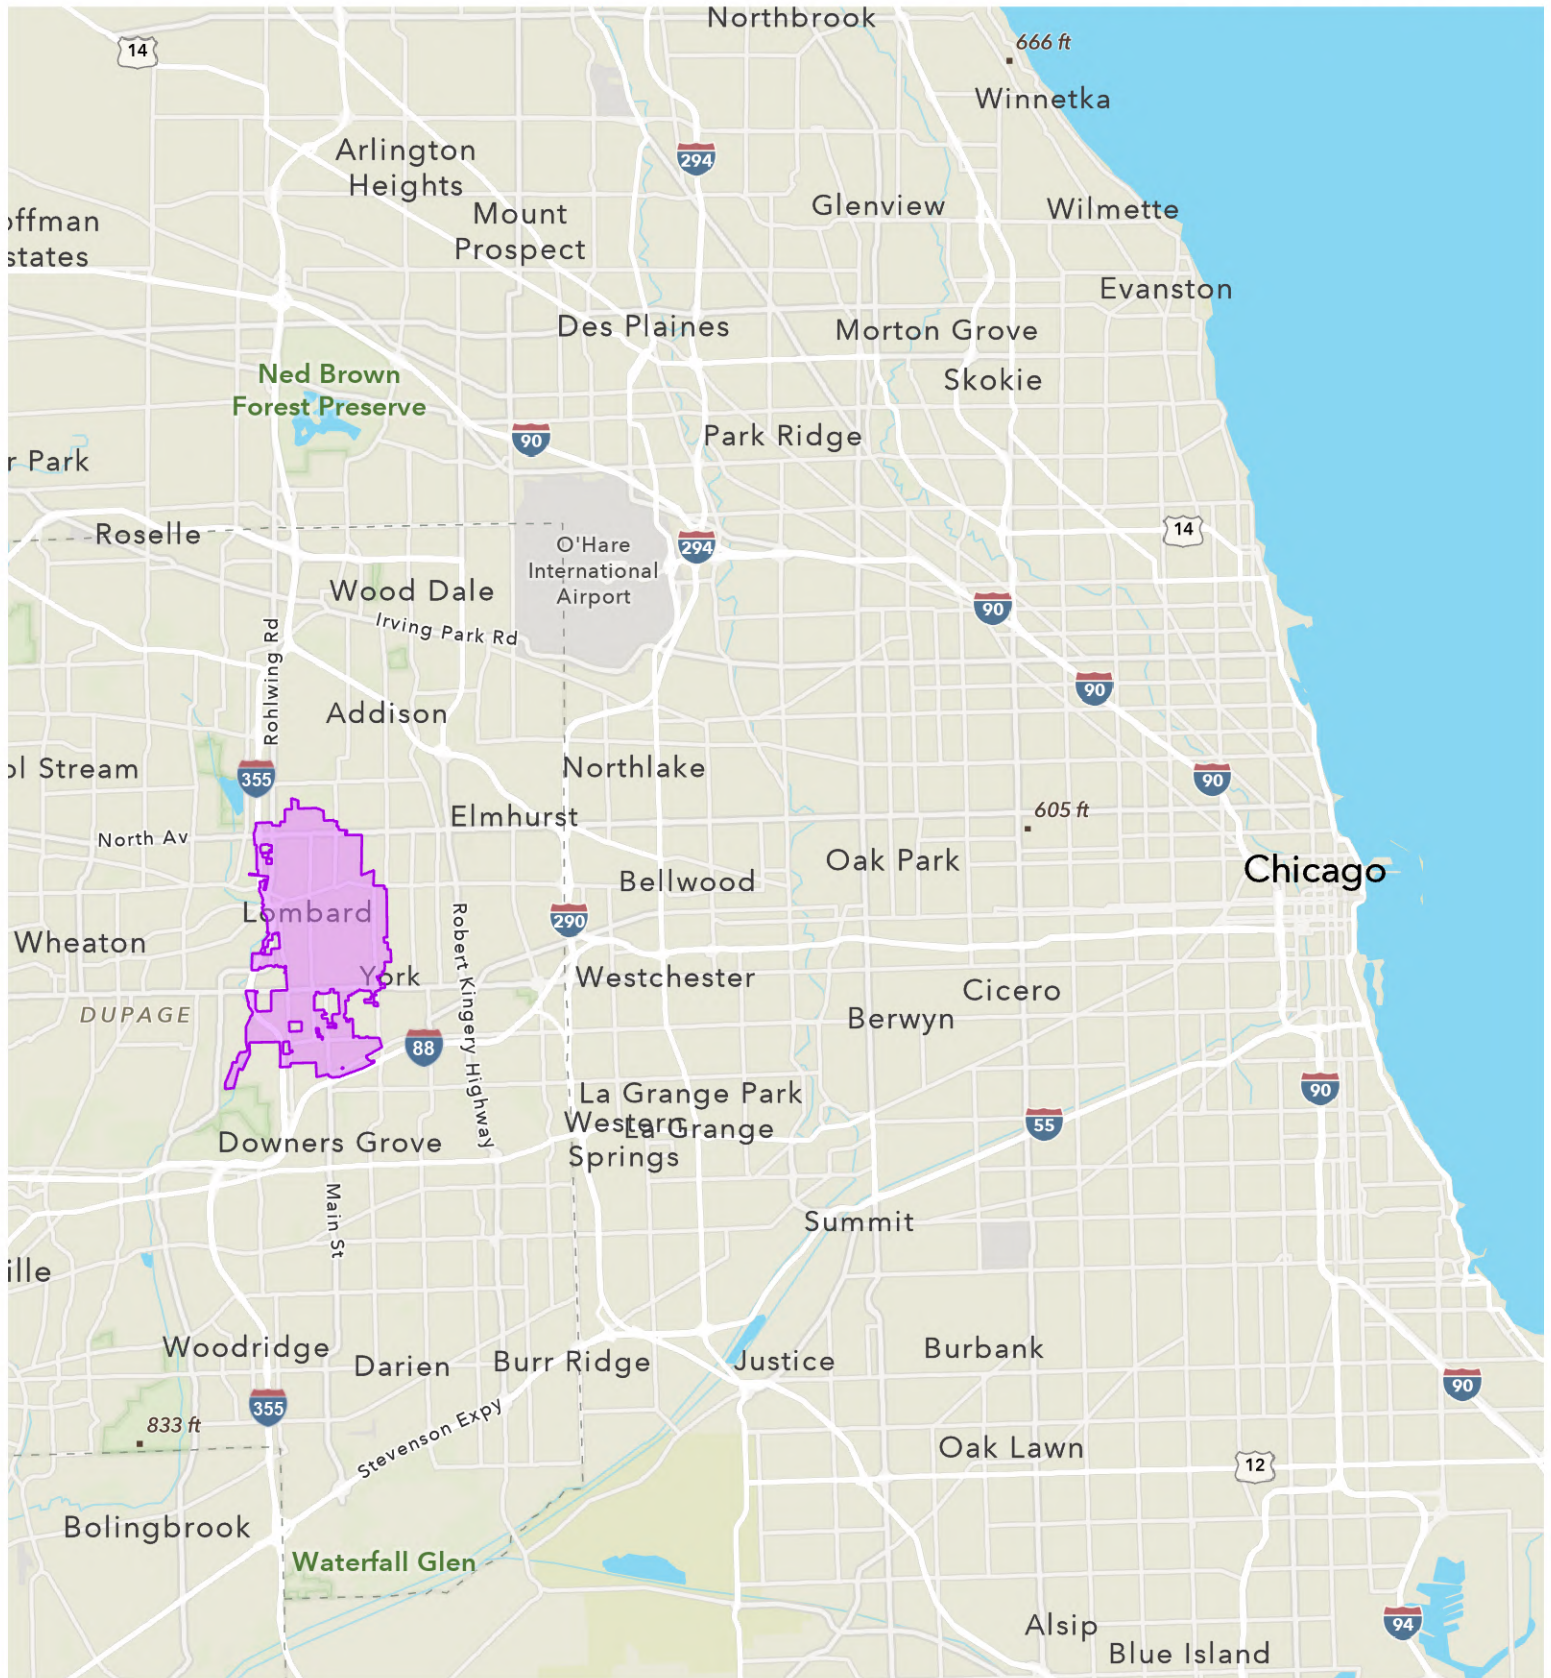 Northbrook
14
666 ft
Winnetka
Arlington
Heights
294
Mount
Prospect
Glenview
Wilmette
offman
states
Evanston
Des Plaines
Morton Grove
Skokie
Ned Brown
Forest Preserve
90
Park Ridge
r Park
Roselle
O'Hare
International
Airport
294
14
Wood Dale
Irving Park Rd
90
Rohlwing Rd
90
Addison
ol Stream
355
Northlake
90
Elmhurst
605 ft
North Av
Oak Park
Chicago
Bellwood
Lombard
290
Wheaton
Robert Kingery Highway
York
Westchester
Cicero
DUPAGE
Berwyn
88
La Grange Park
90
Western
Springs
La Grange
55
Downers Grove
Main St
Summit
ille
Woodridge
Darien
Burr Ridge
Justice
Burbank
355
90
833 ft
Stevenson Expy
Oak Lawn
12
Bolingbrook
Waterfall Glen
Alsip
94
Blue Island